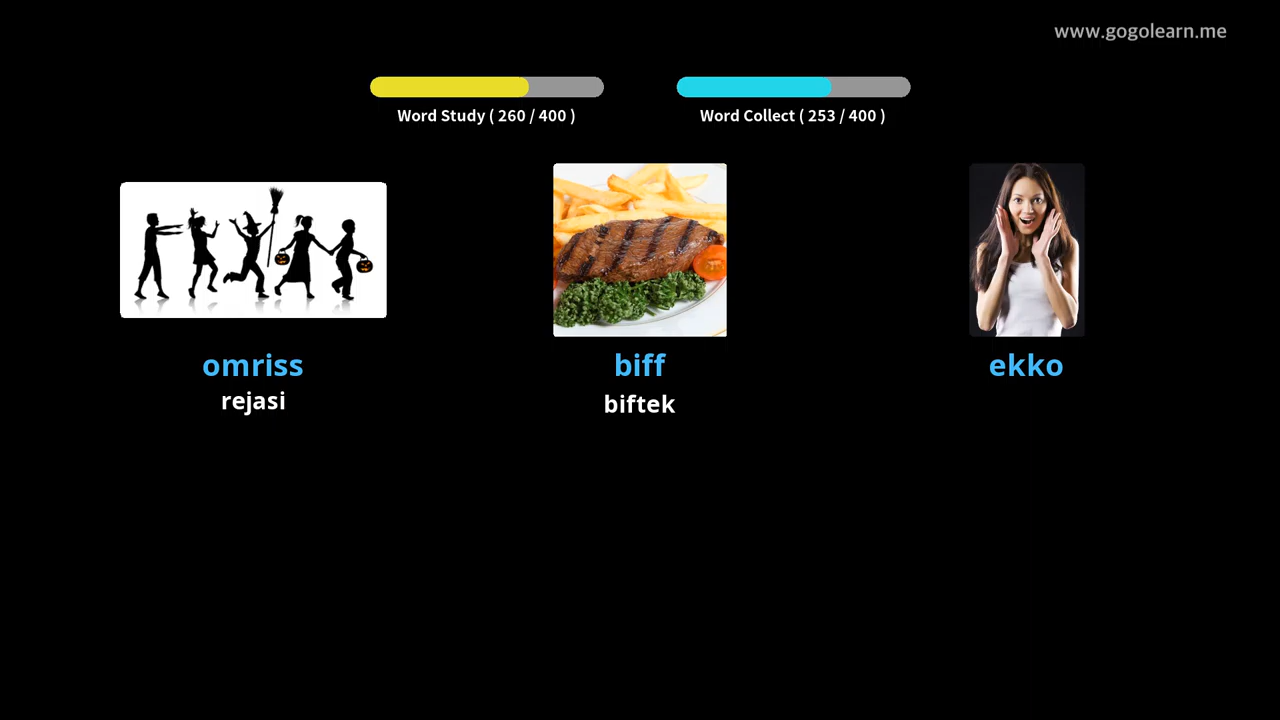 www.gogolearn.me
Word Study ( 260 / 400 )
Word Collect ( 253 / 400 )
omriss
rejasi
biff
biftek
ekko